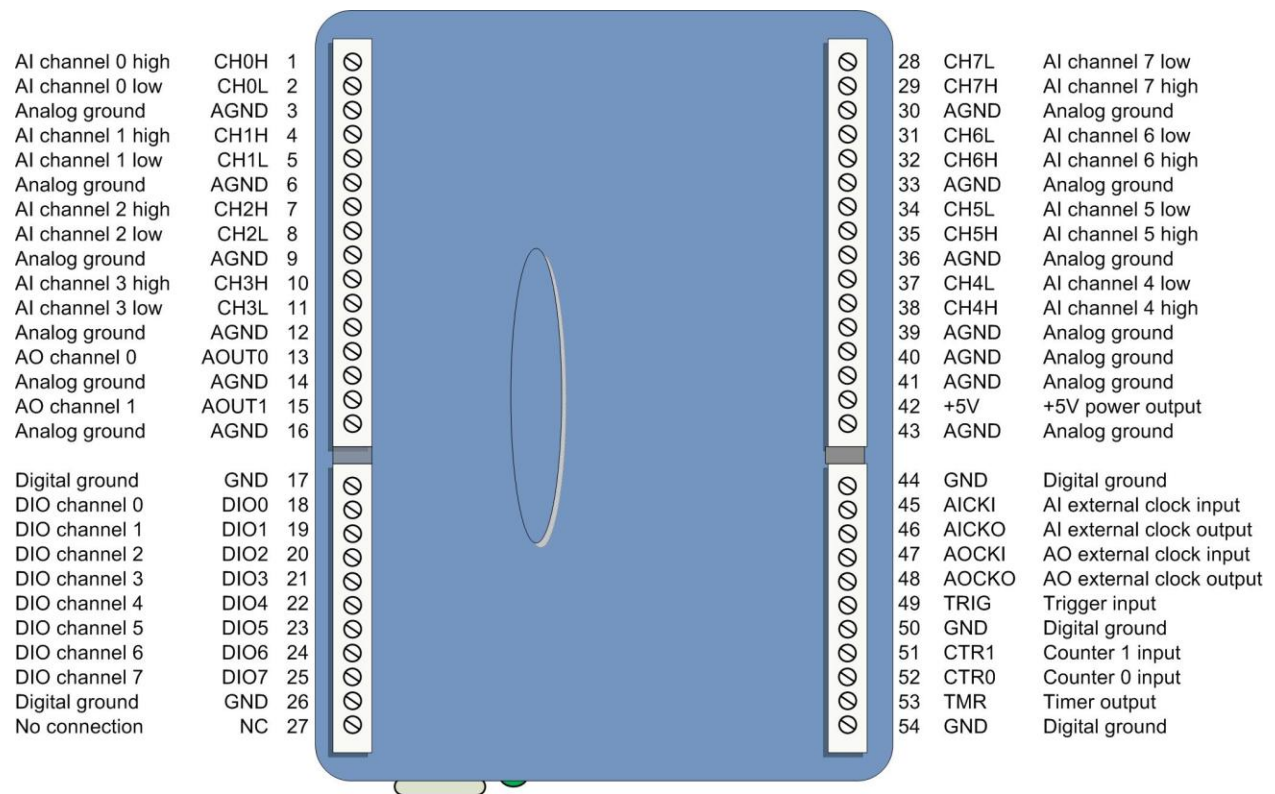 AI channel 0 high CH0H 1
AI channel 0 low CH0L 2
Analog ground AGND 3
AI channel 1 high CH1H 4
AI channel 1 low CH1L 5
Analog ground AGND 6
AI channel 2 high CH2H 7
AI channel 2 low CH2L 8
Analog ground AGND 9
AI channel 3 high CH3H 10
AI channel 3 low CH3L 11
Analog ground AGND 12
AO channel 0 AOUT0 13
Analog ground AGND 14
AO channel 1 AOUT1 15
Analog ground AGND 16
Digital ground GND 17
DIO channel 0 DIO0 18
DIO channel 1 DIO1 19
DIO channel 2 DIO2 20
DIO channel 3 DIO3 21
DIO channel 4 DIO4 22
DIO channel 5 DIO5 23
DIO channel 6 DIO6 24
DIO channel 7 DIO7 25
Digital ground GND 26
No connection NC 27
28 CH7L AI channel 7 low
29 CH7H AI channel 7 high
30 AGND Analog ground
31 CH6L AI channel 6 low
32 CH6H AI channel 6 high
33 AGND Analog ground
34 CH5L AI channel 5 low
35 CH5H AI channel 5 high
36 AGND Analog ground
37 CH4L AI channel 4 low
38 CH4H AI channel 4 high
39 AGND Analog ground
40 AGND Analog ground
41 AGND Analog ground
42 +5V +5V power output
43 AGND Analog ground
44 GND Digital ground
45 AICKI AI external clock input
46 AICKO AI external clock output
47 AOCKI AO external clock input
48 AOCKO AO external clock output
49 TRIG Trigger input
50 GND Digital ground
51 CTR1 Counter 1 input
52 CTR0 Counter 0 input
53 TMR Timer output
54 GND Digital ground